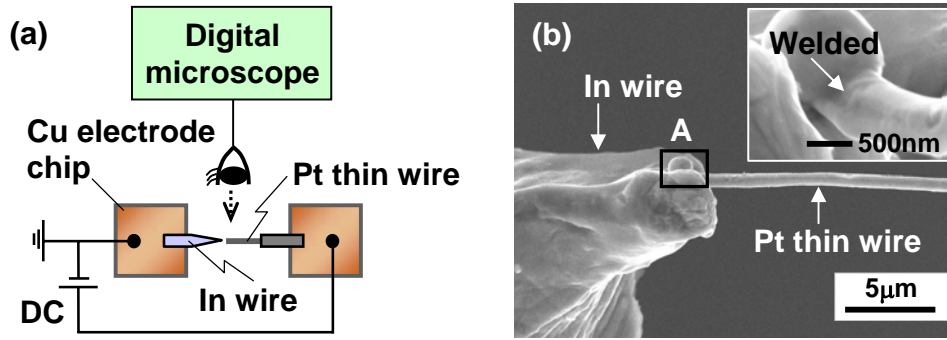 (a)
Digital
microscope
Cu electrode
chip
Pt thin wire
In wire
DC
(b)
In wire
A
Welded
500nm
Pt thin wire
5μm